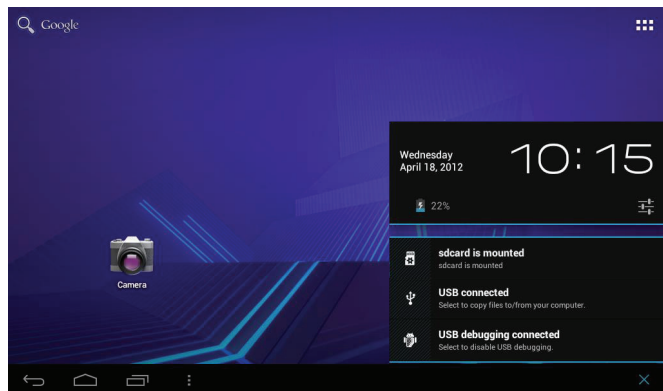 Google
Wednesday
April 18, 2012
10:15
22%
sdcard is mounted
sdcard is mounted
USB connected
Select to copy files to/from your computer.
USB debugging connected
Select to disable USB debugging.
Camera